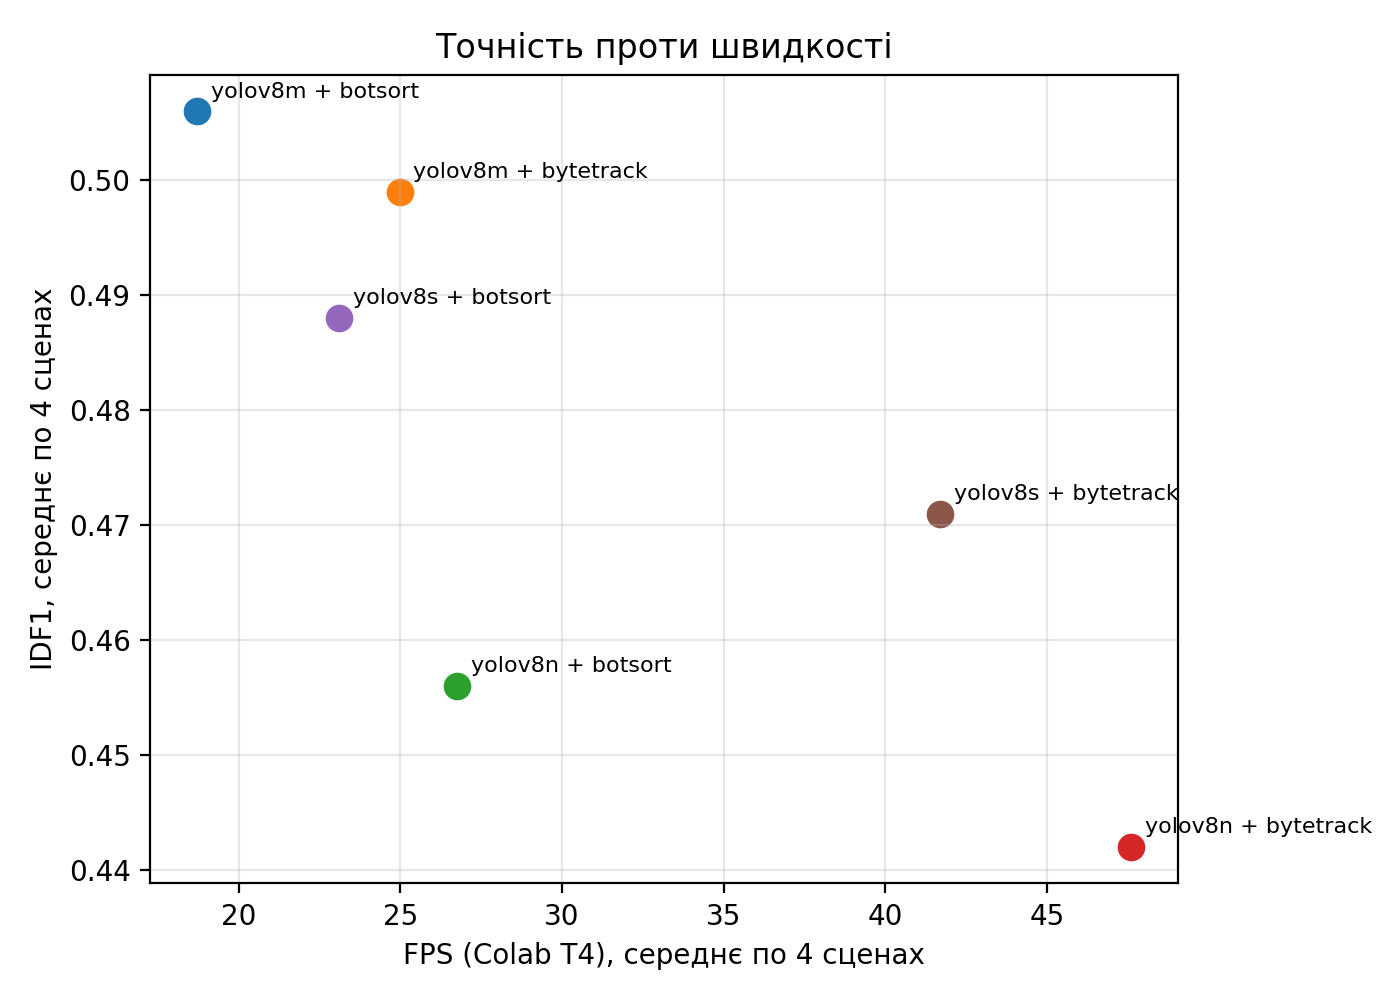 Точність проти швидкості
yolov8m + botsort
yolov8m + bytetrack
yolov8s + botsort
yolov8s + bytetrack
yolov8n + botsort
yolov8n + bytetrack
IDF1, середнє по 4 сценах
0.50
0.49
0.48
0.47
0.46
0.45
0.44
20 25 30 35 40 45
FPS (Colab T4), середнє по 4 сценах